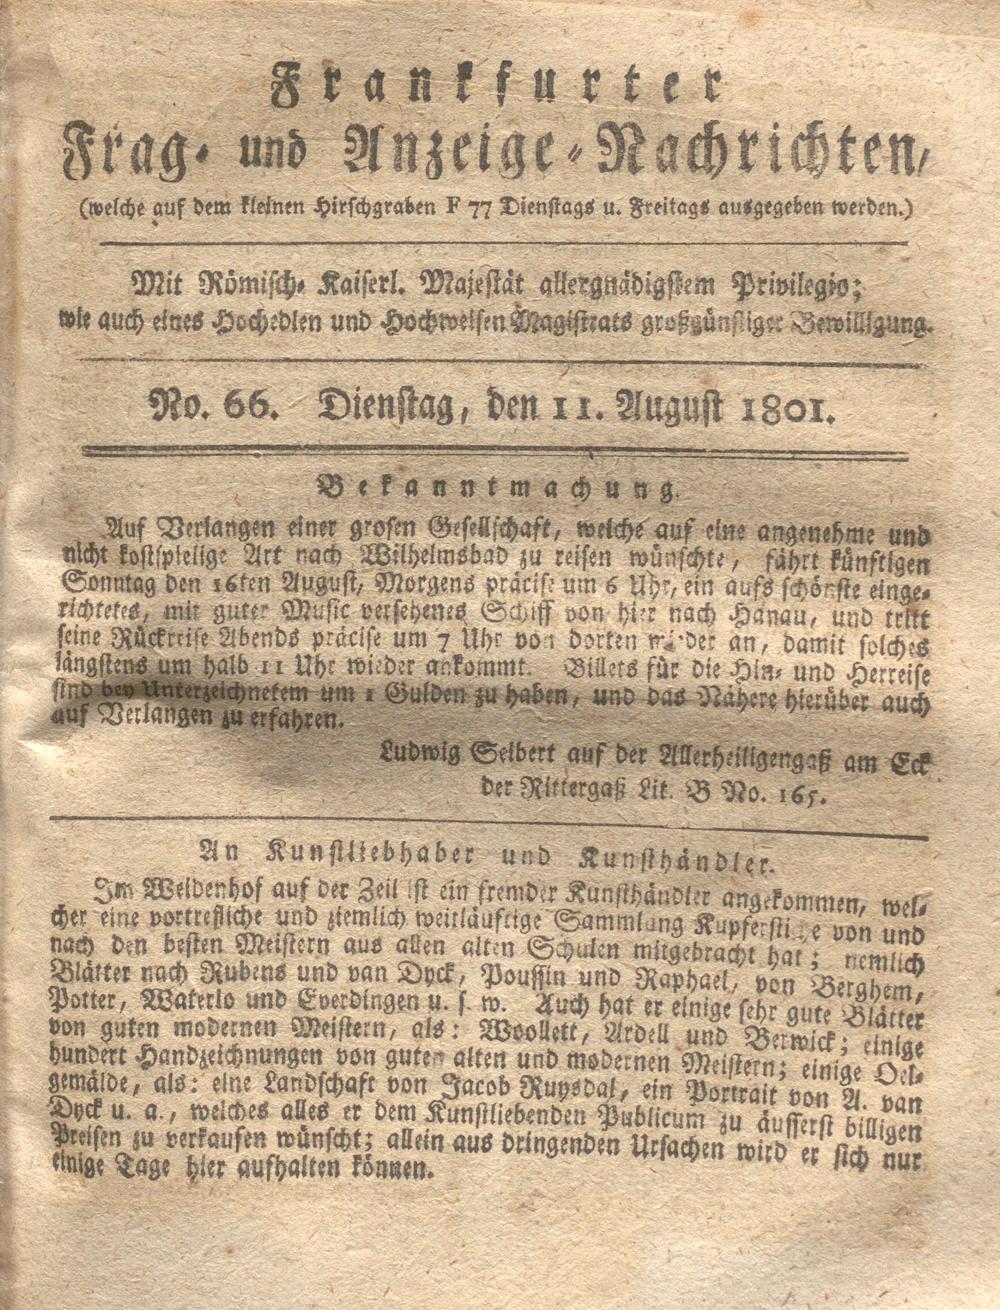 Frankfurter
Frag- und Anzeige-Nachrichten,
(welche auf dem kleinen Hirschgraben F 77 Dienstags u. Freitags ausgegeben werden.)
Mit Römisch- Kaiserl. Majestät allergnädigstem Privilegio;
wie auch eines Hochedlen und Hochweisen Magistrats großgünstiger Bewilligung.
No. 66. Dienstag, den 11. August 1801.
Bekanntmachung.
Auf Verlangen einer grosen Gesellschaft, welche auf eine angenehme und
nicht kostspielige Art nach Wilhelmsbad zu reisen wünschte, fährt künftigen
Sonntag den 16ten August, Morgens präcise um 6 Uhr, ein aufs schönste einge-
richtetes, mit guter Music versehenes Schiff von hier nach Hanau, und tritt
seine Rückreise Abends präcise um 7 Uhr von dorten wieder an, damit solches
längstens um halb 11 Uhr wieder ankommt. Billets für die Hin- und Herreise
sind bey Unterzeichnetem um 1 Gulden zu haben, und das Nähere hierüber auch
auf Verlangen zu erfahren.
Ludwig Seibert auf der Allerheiligengaß am Eck
der Rittergaß Lit. B No. 165.
An Kunstliebhaber und Kunsthändler.
Im Weidenhof auf der Zeil ist ein fremder Kunsthändler angekommen, wel-
cher eine vortrefliche und ziemlich weitläuftige Sammlung Kupferstiche von und
nach den besten Meistern aus allen alten Schulen mitgebracht hat; nemlich
Blätter nach Rubens und van Dyck, Poussin und Raphael, von Berghem,
Potter, Waterlo und Everdingen u. s. w. Auch hat er einige sehr gute Blätter
von guten modernen Meistern, als: Woollett, Ardell und Berwick; einige
hundert Handzeichnungen von guten alten und modernen Meistern; einige Oel-
gemälde, als: eine Landschaft von Jacob Ruysdal, ein Portrait von A. van
Dyck u. a., welches alles er dem Kunstliebenden Publicum zu äusserst billigen
Preisen zu verkaufen wünscht; allein aus dringenden Ursachen wird er sich nur
einige Tage hier aufhalten können.